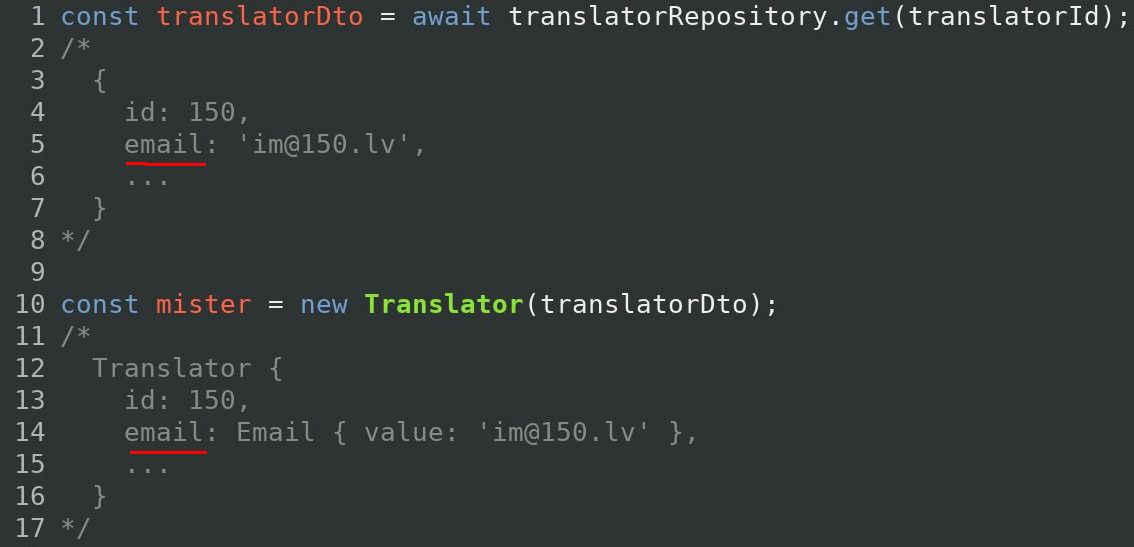 1 const translatorDto = await translatorRepository.get(translatorId);
2 /*
3   {
4     id: 150,
5     email: 'im@150.lv',
6     ...
7   }
8 */
9
10 const mister = new Translator(translatorDto);
11 /*
12   Translator {
13     id: 150,
14     email: Email { value: 'im@150.lv' },
15     ...
16   }
17 */